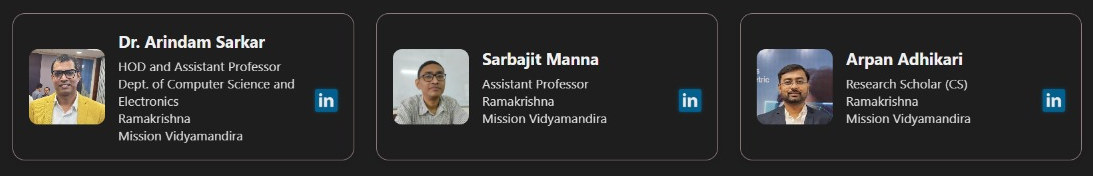 Dr. Arindam Sarkar
HOD and Assistant Professor
Dept. of Computer Science and
Electronics
Ramakrishna
Mission Vidyamandira
in
Sarbajit Manna
Assistant Professor
Ramakrishna
Mission Vidyamandira
in
Arpan Adhikari
Research Scholar (CS)
Ramakrishna
Mission Vidyamandira
in